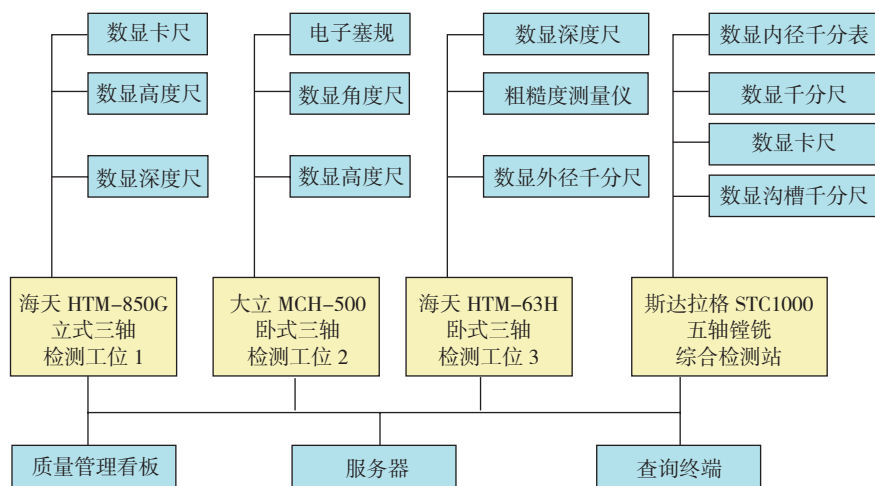 数显卡尺
电子塞规
数显深度尺
数显内径千分表
数显高度尺
数显角度尺
粗糙度测量仪
数显千分尺
数显卡尺
数显深度尺
数显高度尺
数显外径千分尺
数显沟槽千分尺
海天 HTM-850G
立式三轴
检测工位 1
大立 MCH-500
卧式三轴
检测工位 2
海天 HTM-63H
卧式三轴
检测工位 3
斯达拉格 STC1000
五轴镗铣
综合检测站
质量管理看板
服务器
查询终端